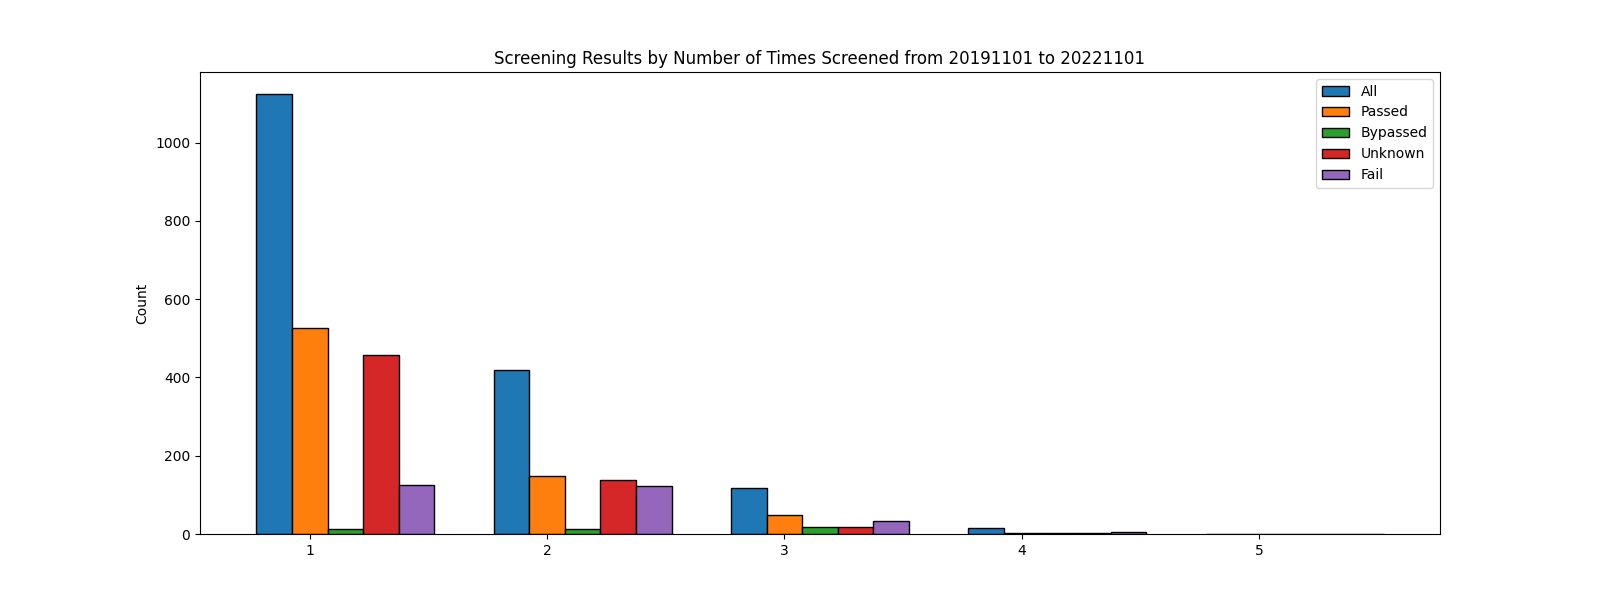 Screening Results by Number of Times Screened from 20191101 to 20221101
All
Passed
Bypassed
Unknown
Fail
Count
1000
800
600
400
200
0
1 2 3 4 5